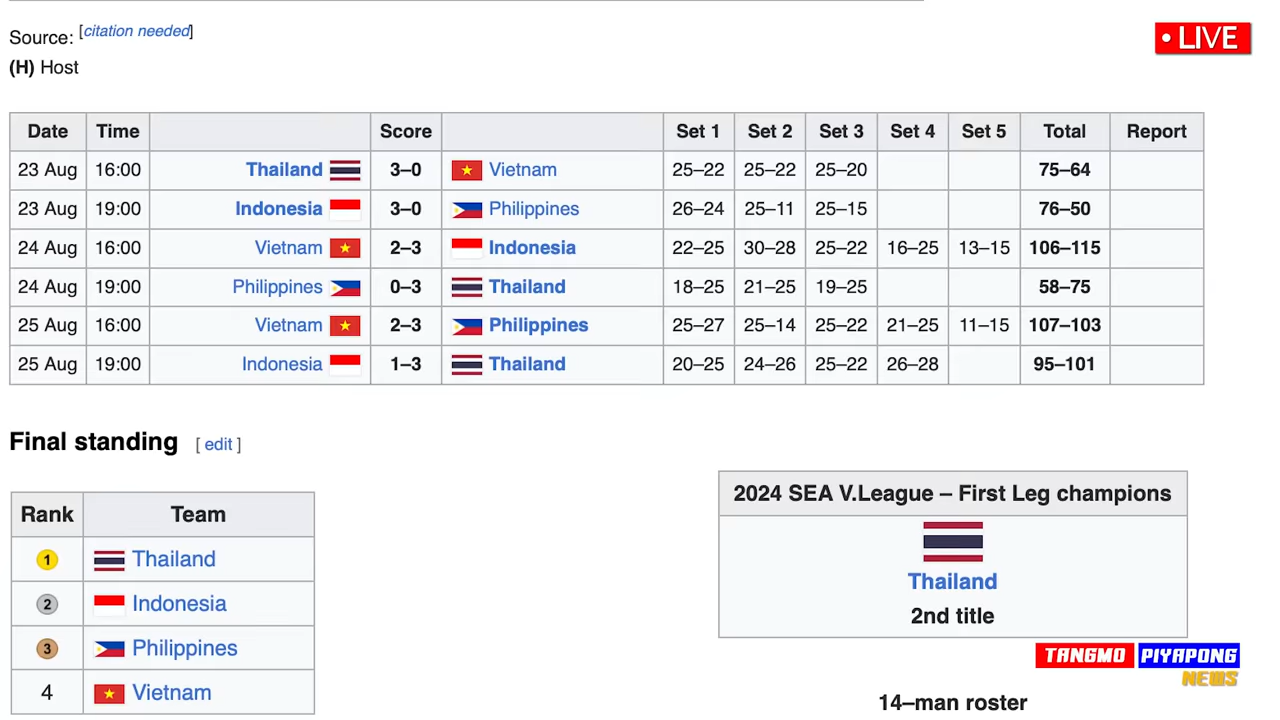 Source: [citation needed]
• LIVE
(H) Host
Date Time Score Set 1 Set 2 Set 3 Set 4 Set 5 Total Report
23 Aug 16:00 Thailand 3–0 Vietnam 25–22 25–22 25–20 75–64
23 Aug 19:00 Indonesia 3–0 Philippines 26–24 25–11 25–15 76–50
24 Aug 16:00 Vietnam 2–3 Indonesia 22–25 30–28 25–22 16–25 13–15 106–115
24 Aug 19:00 Philippines 0–3 Thailand 18–25 21–25 19–25 58–75
25 Aug 16:00 Vietnam 2–3 Philippines 25–27 25–14 25–22 21–25 11–15 107–103
25 Aug 19:00 Indonesia 1–3 Thailand 20–25 24–26 25–22 26–28 95–101
Final standing [ edit ]
Rank Team
1 Thailand
2 Indonesia
3 Philippines
4 Vietnam
2024 SEA V.League – First Leg champions
Thailand
2nd title
TANGMO PIYAPONG
NEWS
14–man roster